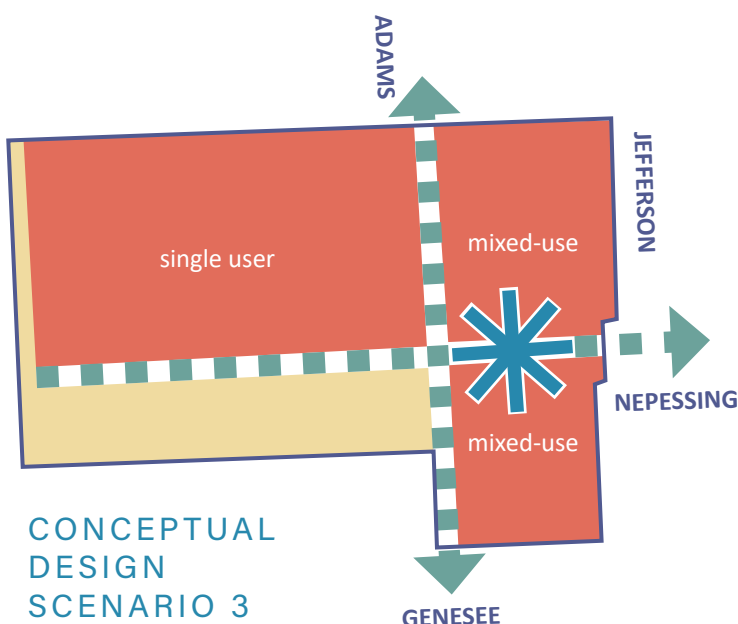 ADAMS
JEFFERSON
mixed-use
single user
NEPESSING
mixed-use
CONCEPTUAL
DESIGN
SCENARIO 3
GENESEE